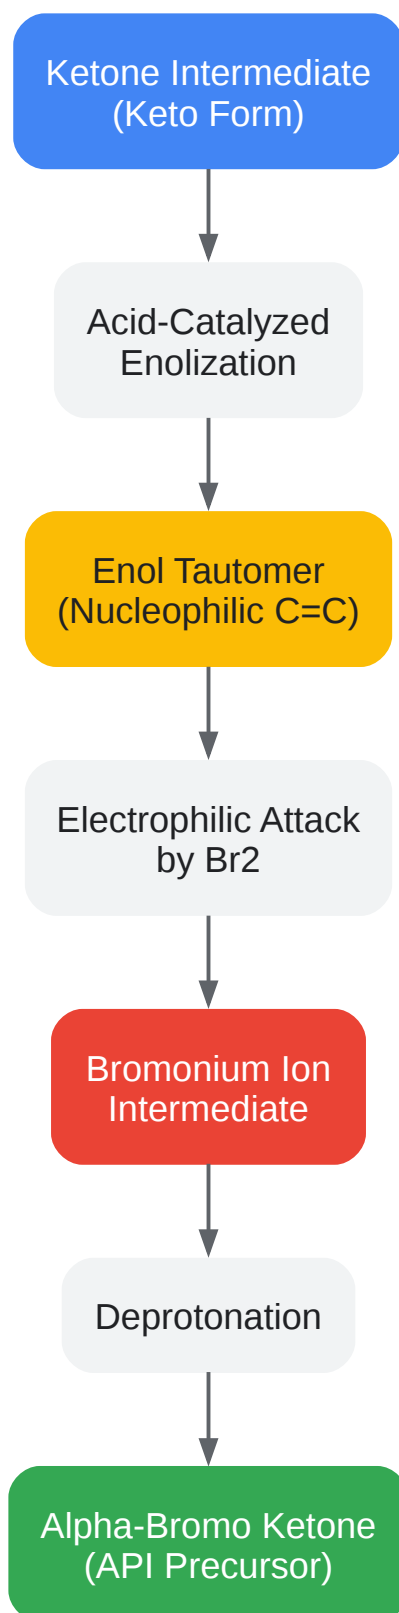 Ketone Intermediate
(Keto Form)
Acid-Catalyzed
Enolization
Enol Tautomer
(Nucleophilic C=C)
Electrophilic Attack
by Br2
Bromonium Ion
Intermediate
Deprotonation
Alpha-Bromo Ketone
(API Precursor)